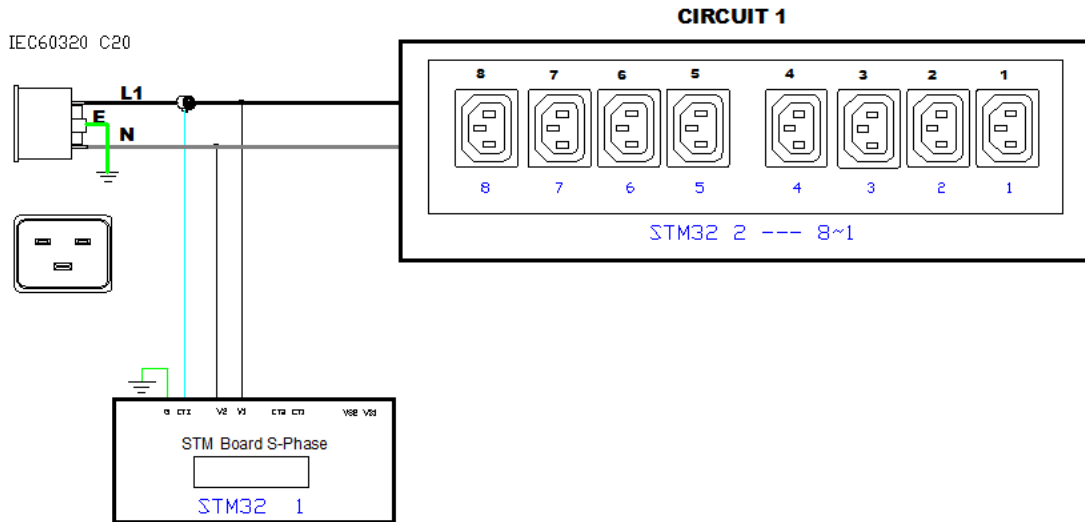 CIRCUIT 1
IEC60320 C20
8 7 6 5 4 3 2 1
L1
E
N
8 7 6 5 4 3 2 1
STM32 2 --- 8~1
V2 V1
STM Board S-Phase
STM32 1